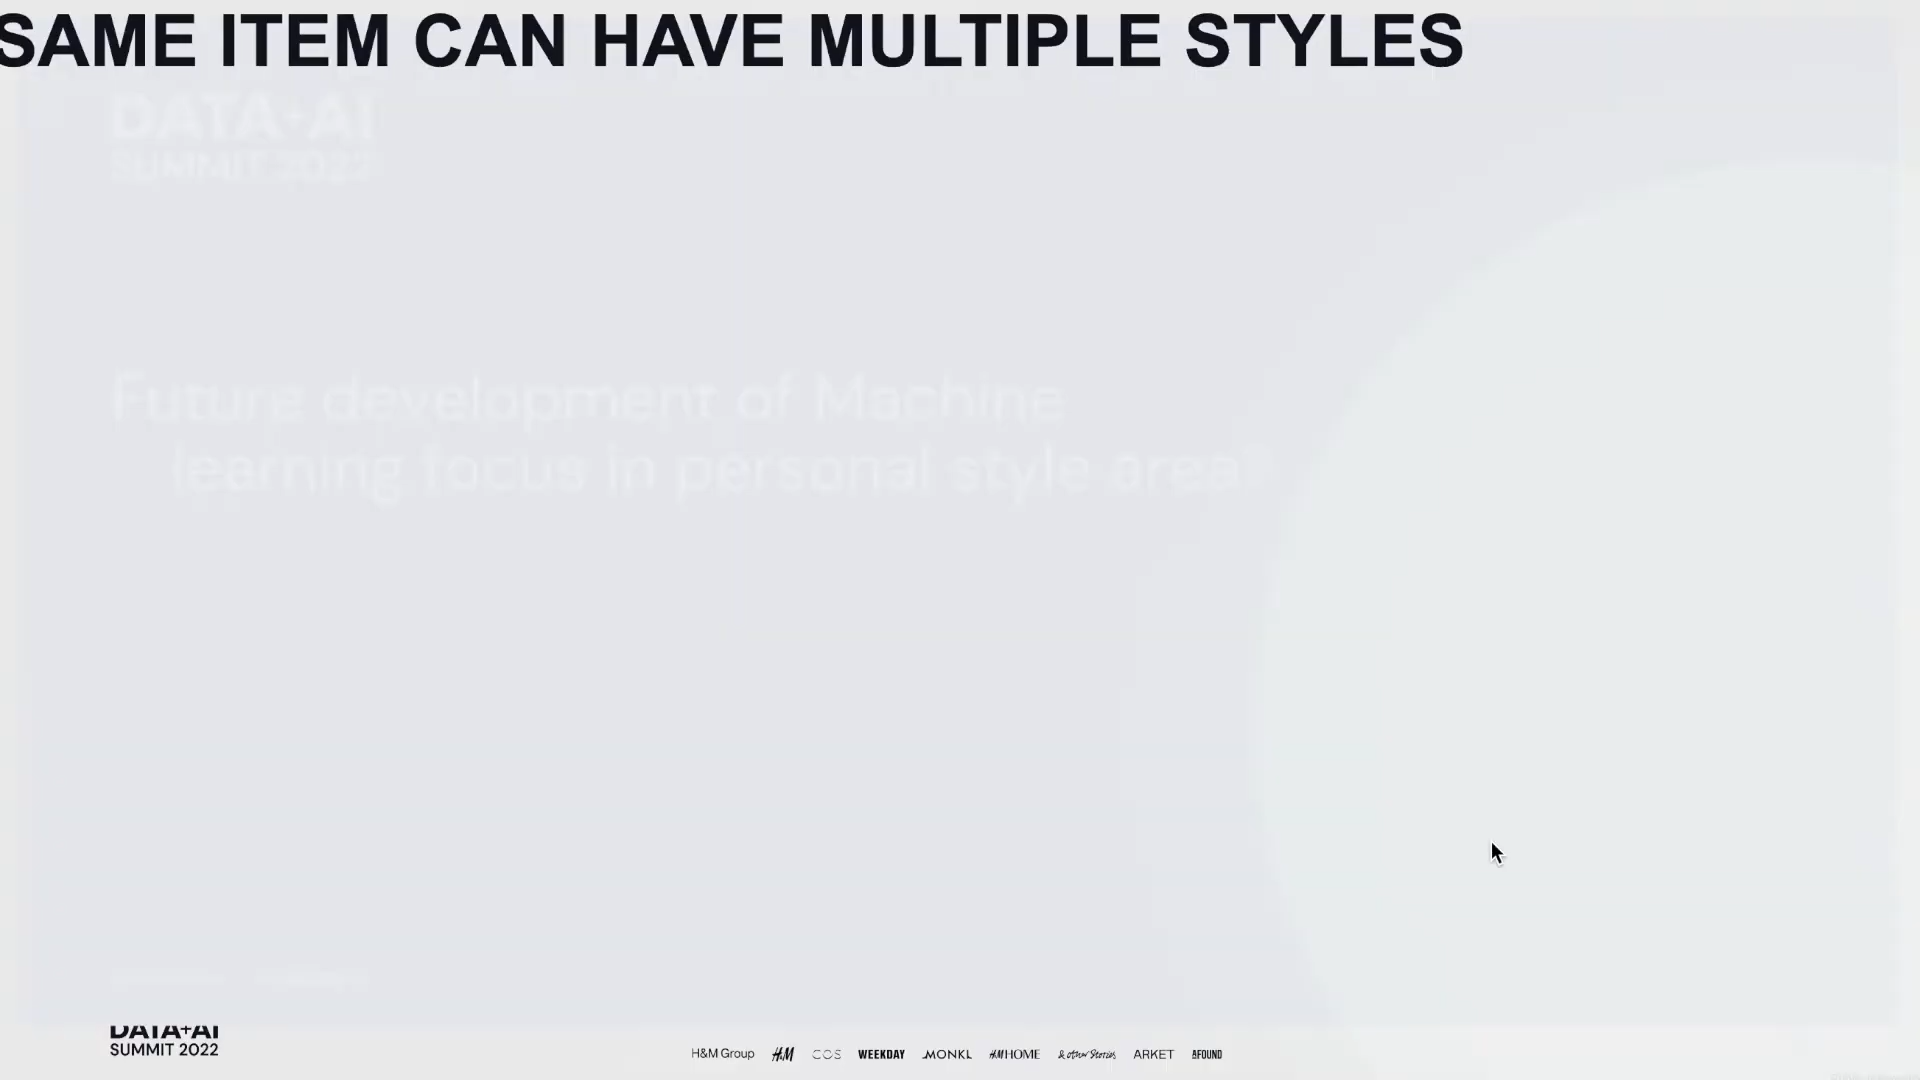 SAME ITEM CAN HAVE MULTIPLE STYLES
DATA+AI
SUMMIT 2022
Future development of Machine
learning focus in personal style area
DATA+AI
SUMMIT 2022
H&M Group H&M COS WEEKDAY MONKI H&M HOME & other Stories ARKET AFOUND